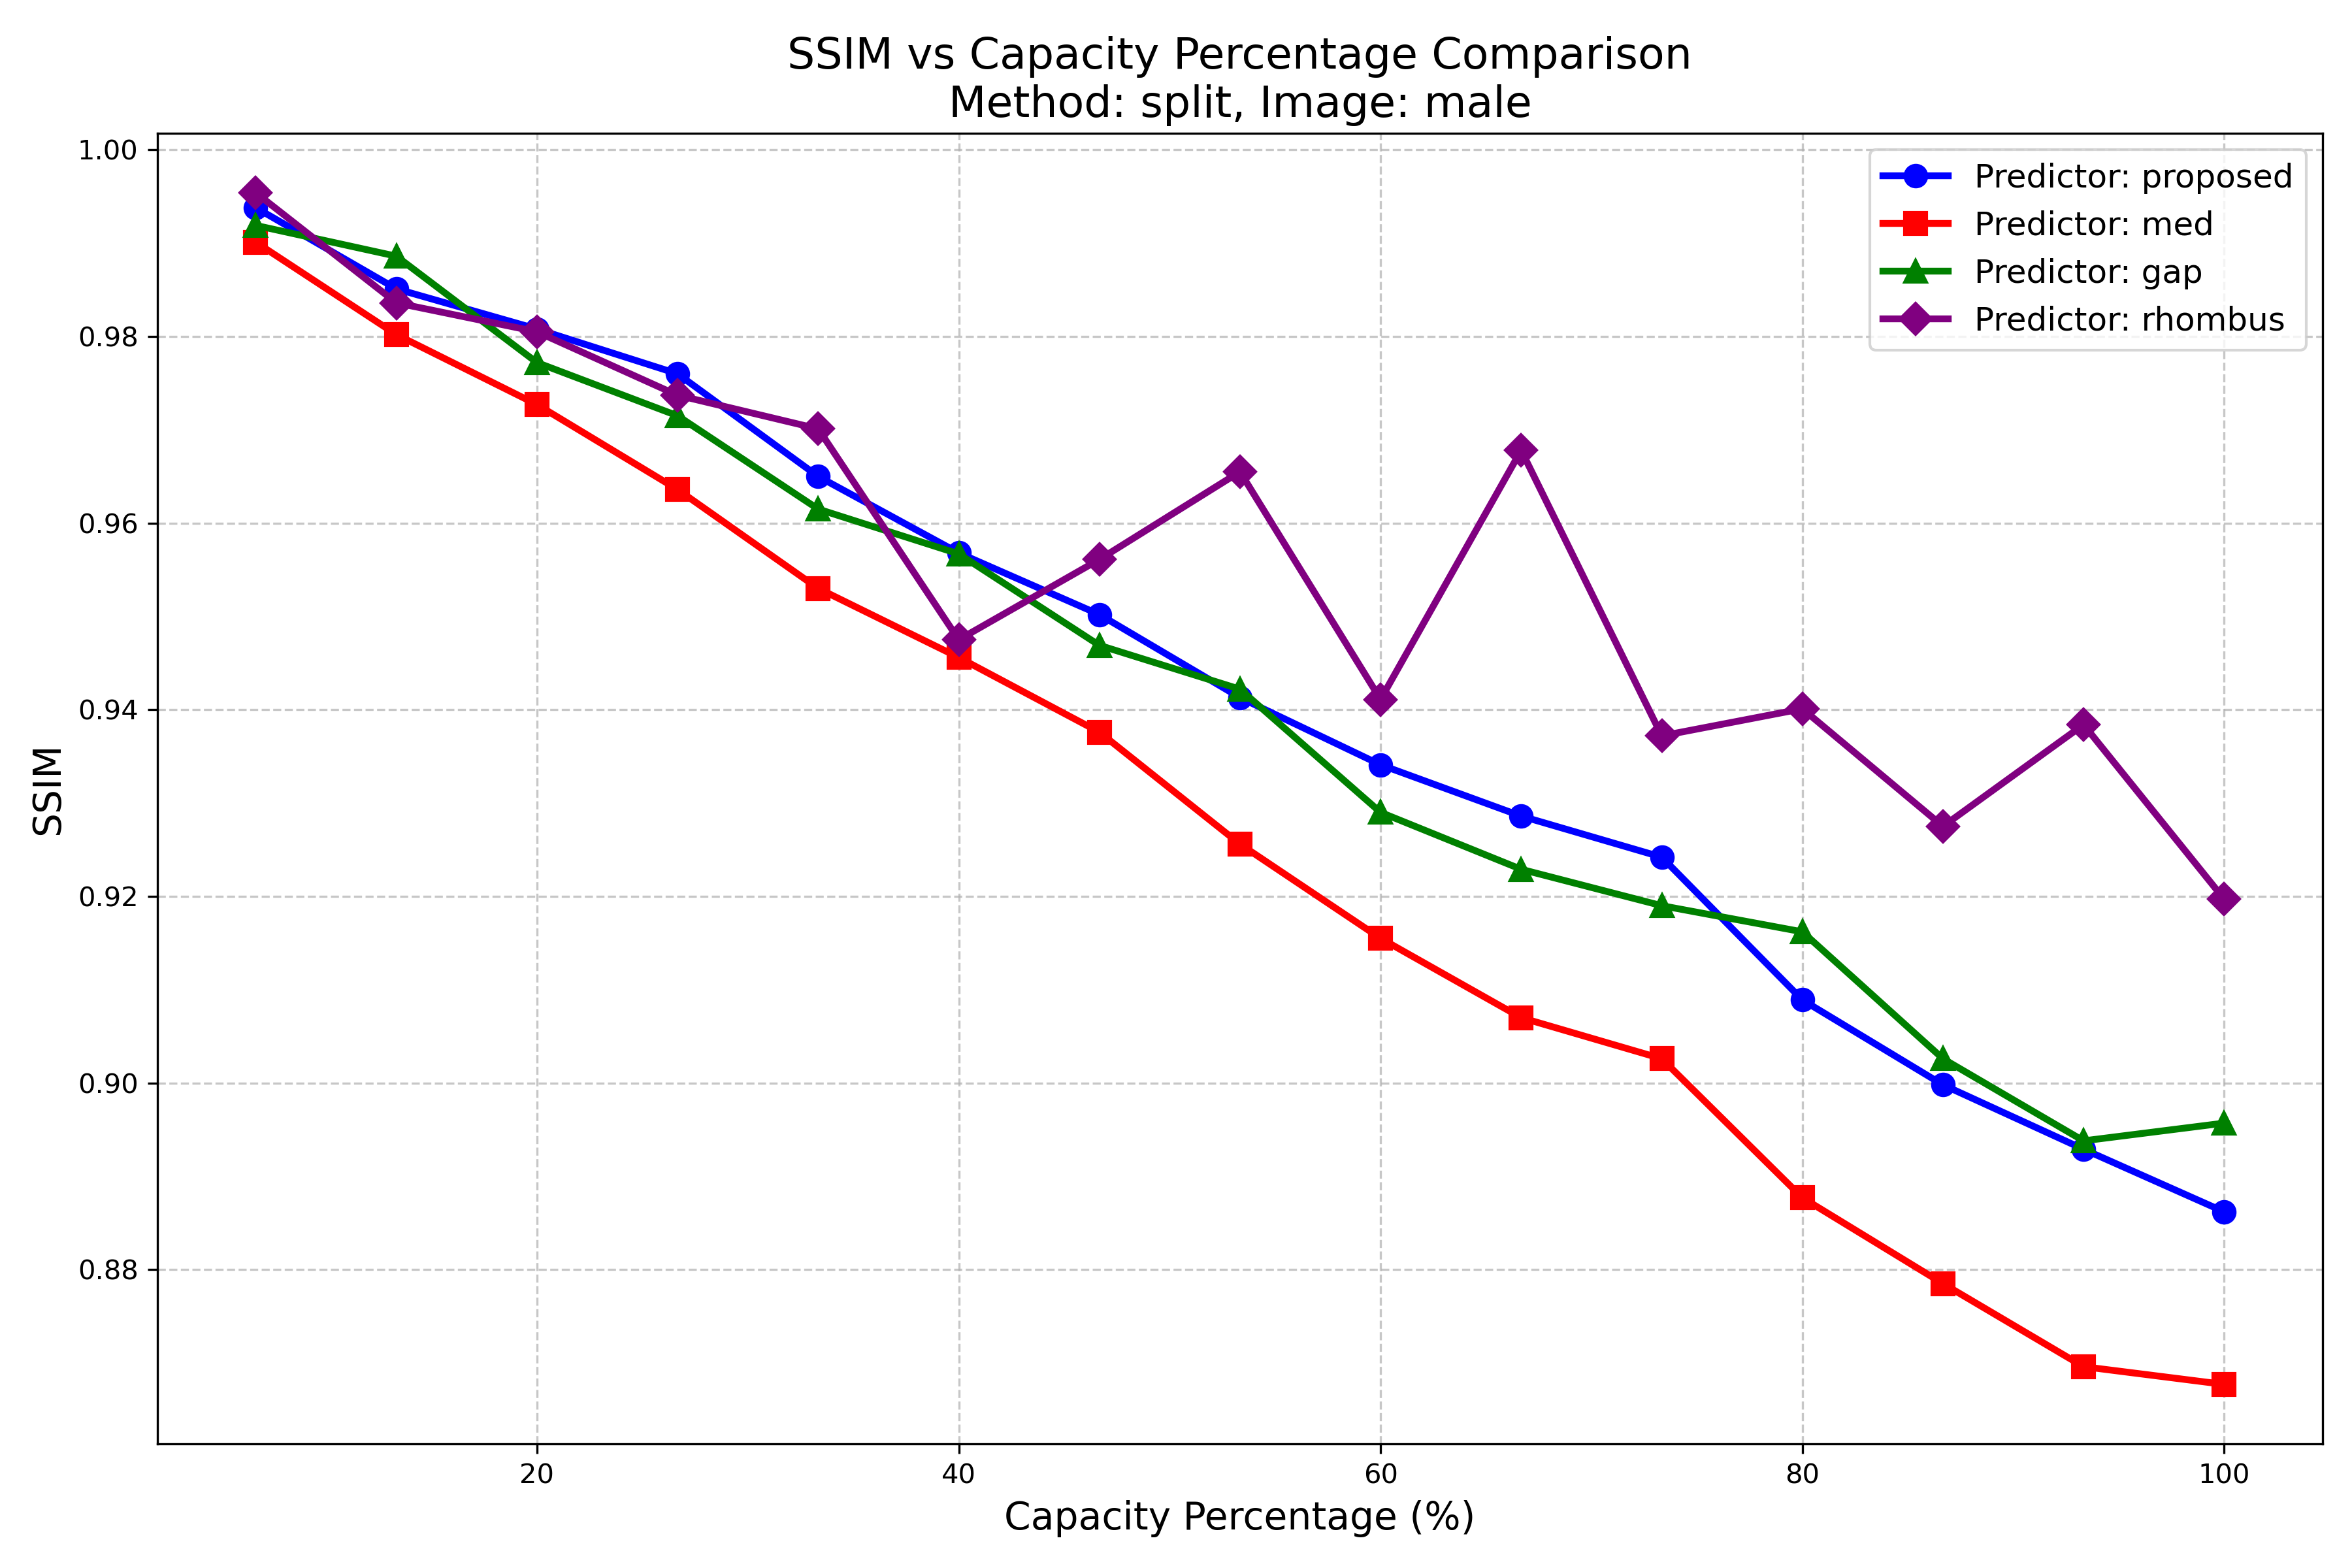 SSIM vs Capacity Percentage Comparison
Method: split, Image: male
1.00
0.98
0.96
0.94
0.92
0.90
0.88
SSIM
Predictor: proposed
Predictor: med
Predictor: gap
Predictor: rhombus
20
40
60
80
100
Capacity Percentage (%)